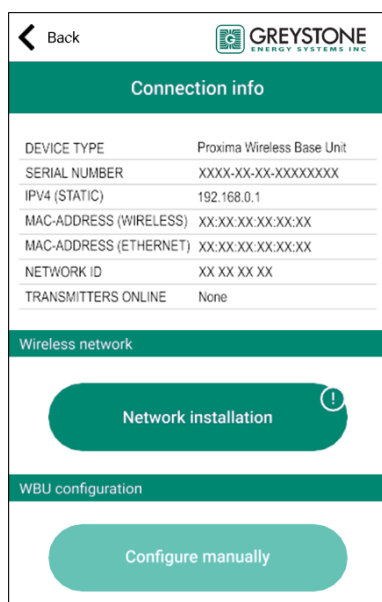 Back
GREYSTONE
ENERGY SYSTEMS INC
Connection info
DEVICE TYPE Proxima Wireless Base Unit
SERIAL NUMBER XXXX-XX-XX-XXXXXXXX
IPV4 (STATIC) 192.168.0.1
MAC-ADDRESS (WIRELESS) XX:XX:XX:XX:XX:XX
MAC-ADDRESS (ETHERNET) XX:XX:XX:XX:XX:XX
NETWORK ID XX XX XX XX
TRANSMITTERS ONLINE None
Wireless network
Network installation !
WBU configuration
Configure manually